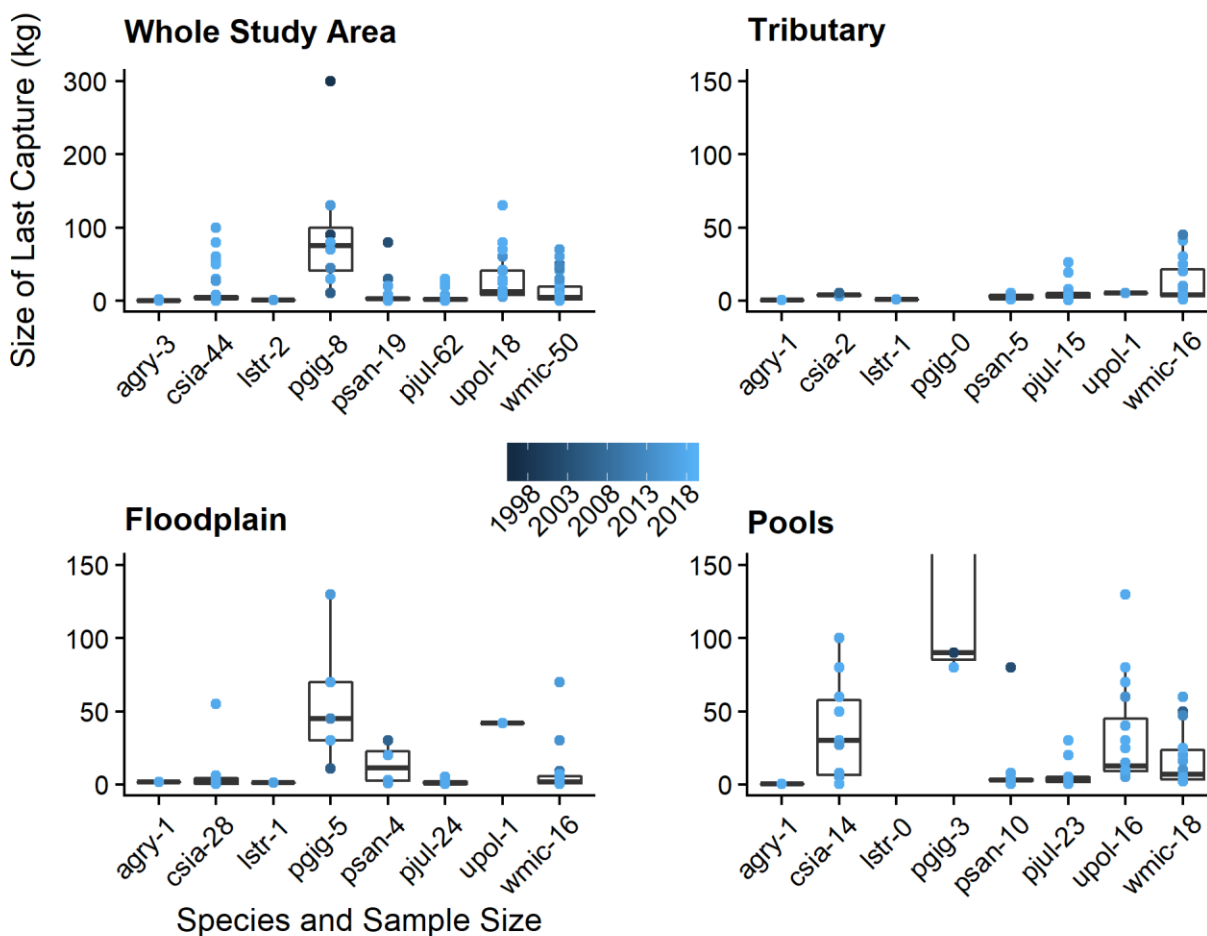 Whole Study Area
Tributary
Size of Last Capture (kg)
300
200
100
0
agry-3
csia-44
lstr-2
pgig-8
psan-19
pjul-62
upol-18
wmic-50
150
100
50
0
agry-1
csia-2
lstr-1
pgig-0
psan-5
pjul-15
upol-1
wmic-16
1998
2003
2008
2013
2018
Floodplain
Pools
150
100
50
0
agry-1
csia-28
lstr-1
pgig-5
psan-4
pjul-24
upol-1
wmic-16
150
100
50
0
agry-1
csia-14
lstr-0
pgig-3
psan-10
pjul-23
upol-16
wmic-18
Species and Sample Size